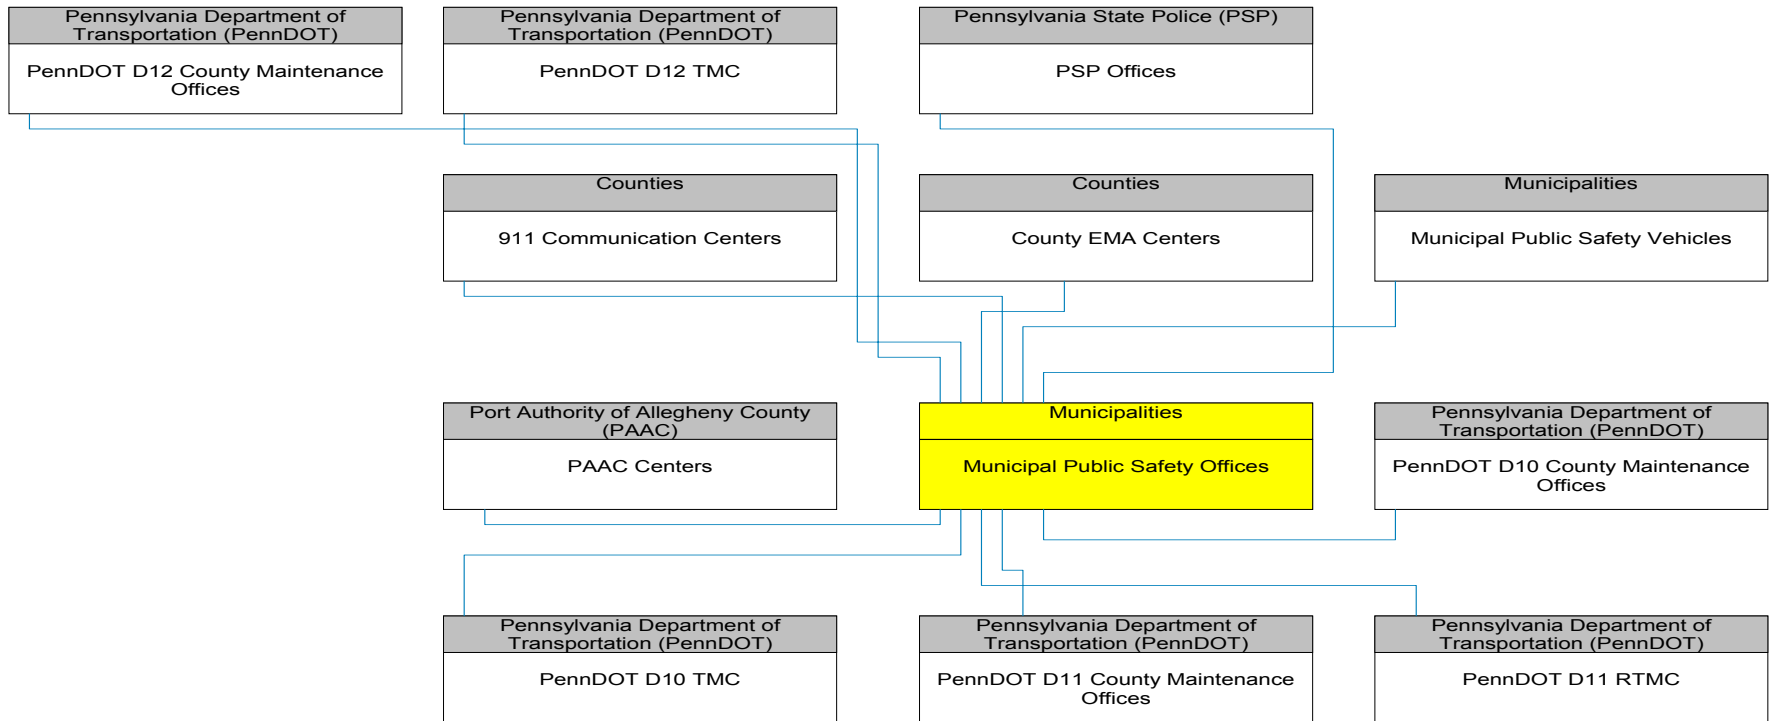 Pennsylvania Department of
Transportation (PennDOT)
PennDOT D12 County Maintenance
Offices
Pennsylvania Department of
Transportation (PennDOT)
PennDOT D12 TMC
Pennsylvania State Police (PSP)
PSP Offices
Counties
911 Communication Centers
Counties
County EMA Centers
Municipalities
Municipal Public Safety Vehicles
Port Authority of Allegheny County
(PAAC)
PAAC Centers
Municipalities
Municipal Public Safety Offices
Pennsylvania Department of
Transportation (PennDOT)
PennDOT D10 County Maintenance
Offices
Pennsylvania Department of
Transportation (PennDOT)
PennDOT D10 TMC
Pennsylvania Department of
Transportation (PennDOT)
PennDOT D11 County Maintenance
Offices
Pennsylvania Department of
Transportation (PennDOT)
PennDOT D11 RTMC